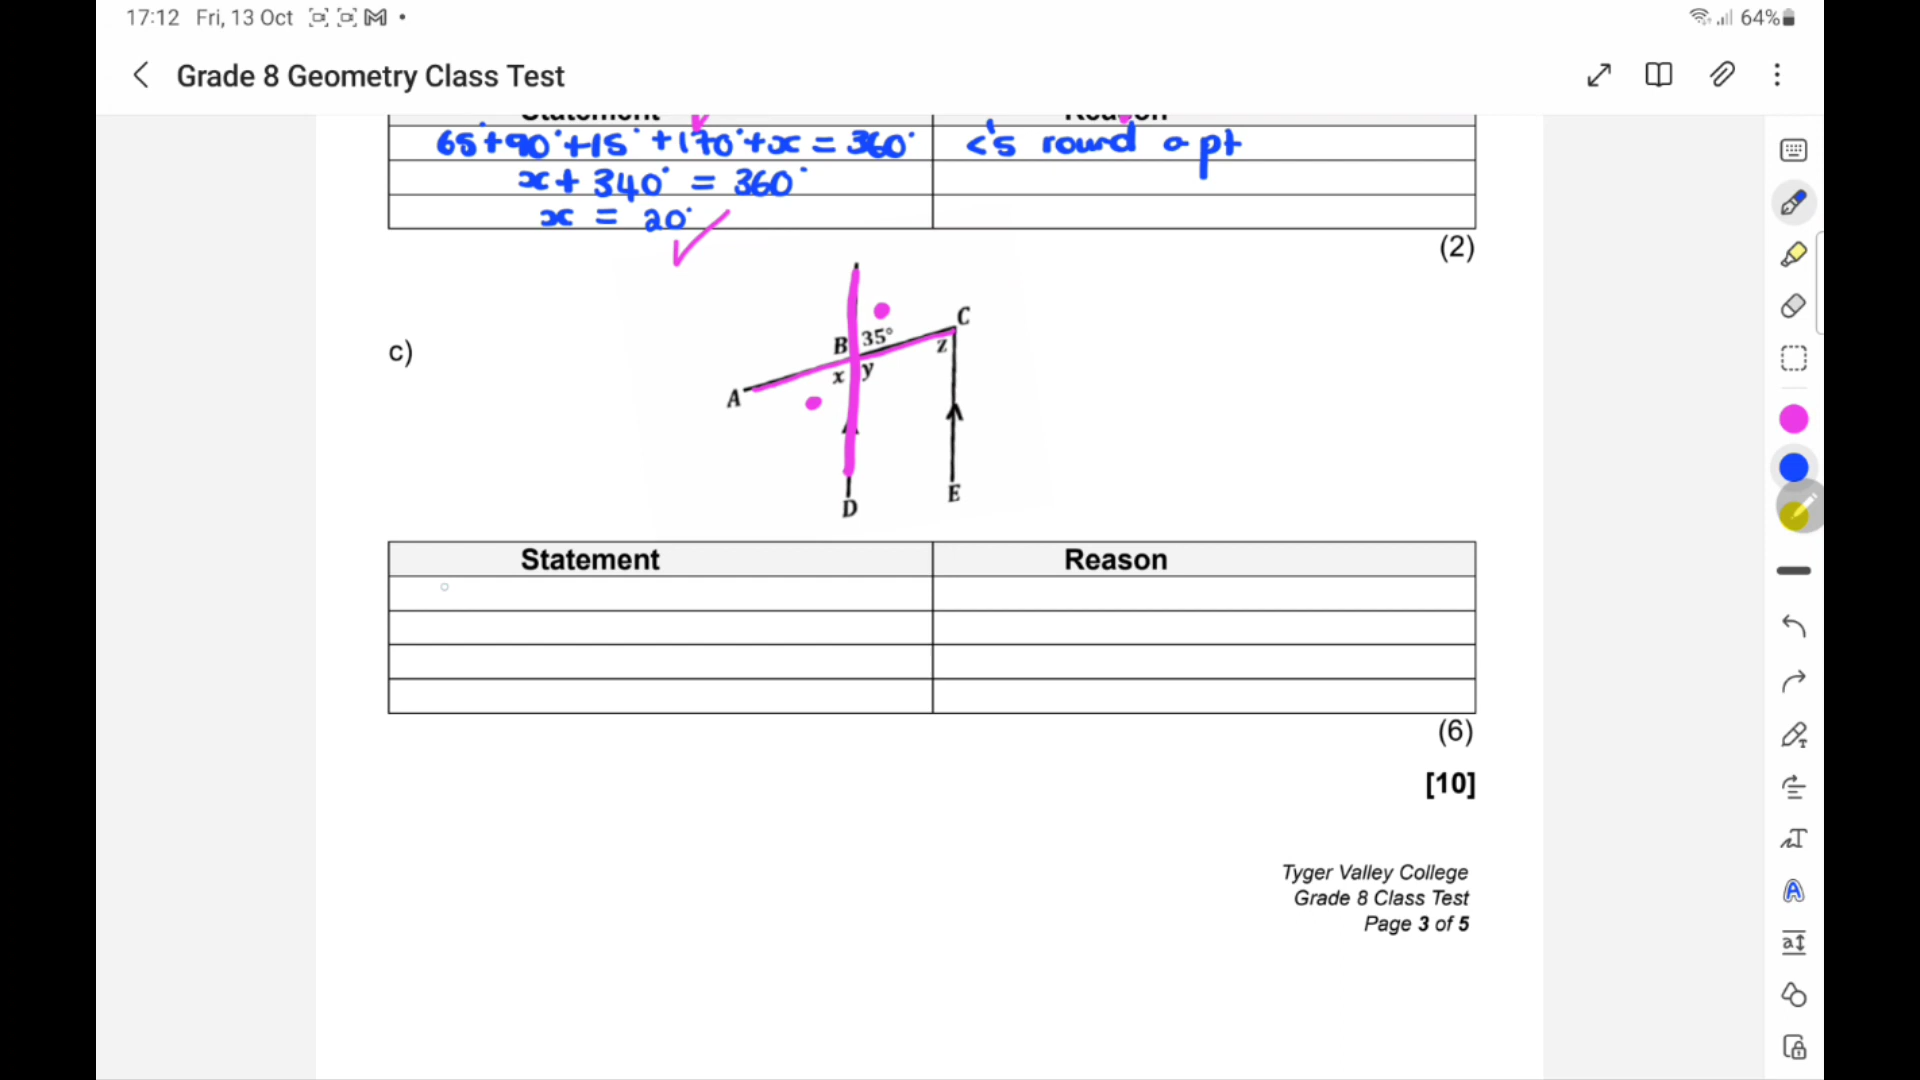 17:12 Fri, 13 Oct
64%
Grade 8 Geometry Class Test
Statement Reason
65°+90°+15°+170°+x = 360° <'s round a pt
x + 340° = 360°
x = 20°
(2)
c)
C
B 35°
z
x y
A
E
D
Statement Reason
(6)
[10]
Tyger Valley College
Grade 8 Class Test
Page 3 of 5